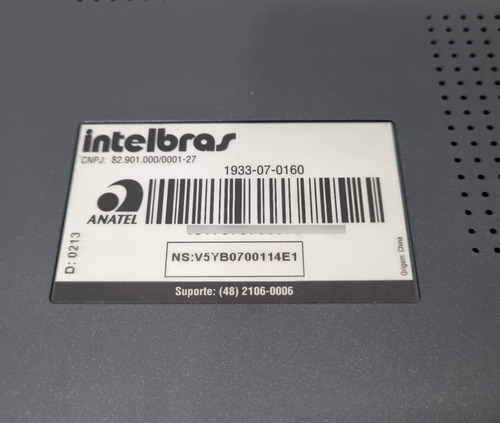 intelbras
CNPJ: 82.901.000/0001-27
1933-07-0160
ANATEL
D: 0213
NS:V5YB0700114E1
Origem: China
Suporte: (48) 2106-0006